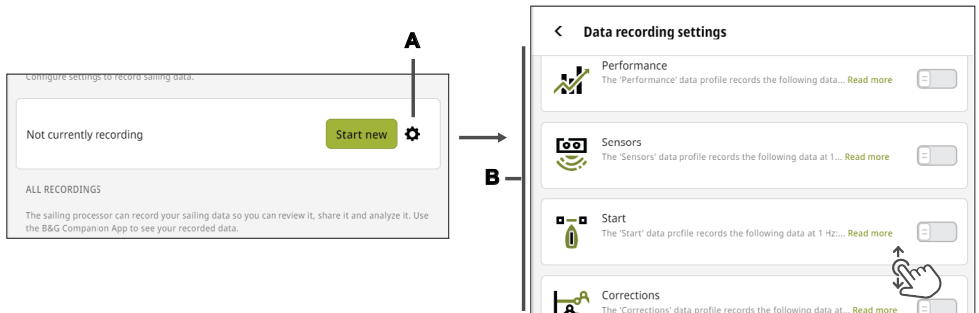 A
Configure settings to record sailing data.
Not currently recording
Start new
ALL RECORDINGS
The sailing processor can record your sailing data so you can review it, share it and analyze it. Use
the B&G Companion App to see your recorded data.
B
Data recording settings
Performance
The 'Performance' data profile records the following data... Read more
Sensors
The 'Sensors' data profile records the following data at 1... Read more
Start
The 'Start' data profile records the following data at 1 Hz:... Read more
Corrections
The 'Corrections' data profile records the following data at... Read more